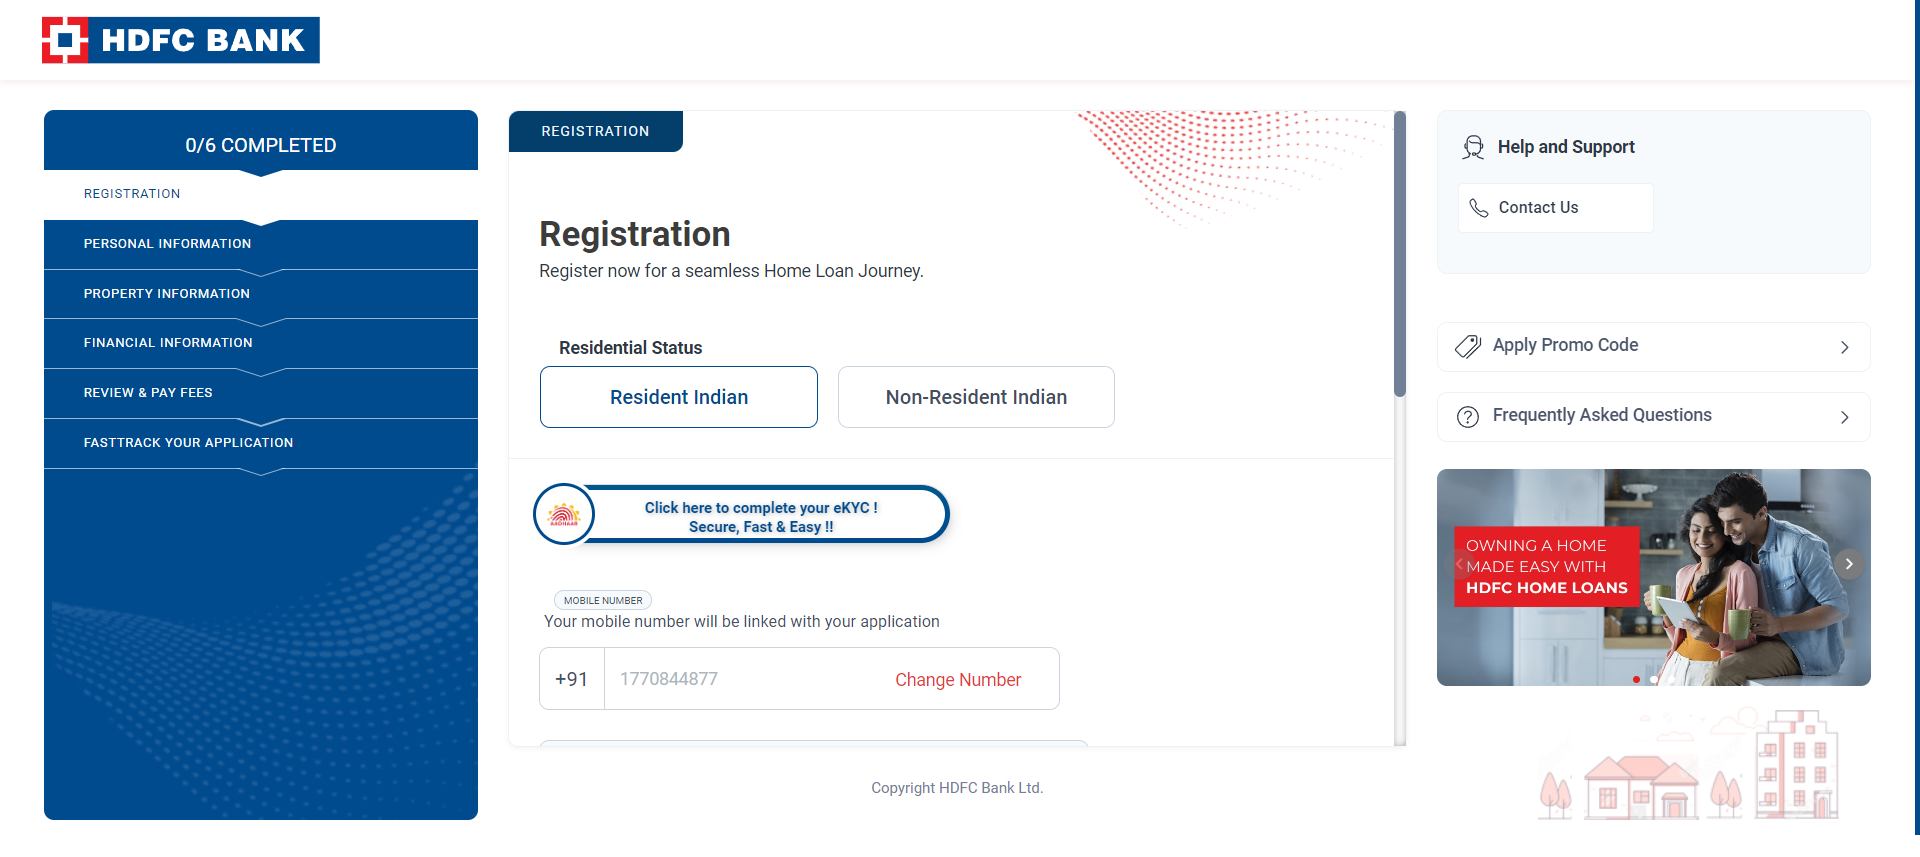 HDFC BANK
0/6 COMPLETED
REGISTRATION
PERSONAL INFORMATION
PROPERTY INFORMATION
FINANCIAL INFORMATION
REVIEW & PAY FEES
FASTTRACK YOUR APPLICATION
REGISTRATION
Registration
Register now for a seamless Home Loan Journey.
Residential Status
Resident Indian
Non-Resident Indian
AADHAAR
Click here to complete your eKYC !
Secure, Fast & Easy !!
MOBILE NUMBER
Your mobile number will be linked with your application
+91
1770844877
Change Number
Copyright HDFC Bank Ltd.
Help and Support
Contact Us
Apply Promo Code
Frequently Asked Questions
OWNING A HOME
MADE EASY WITH
HDFC HOME LOANS